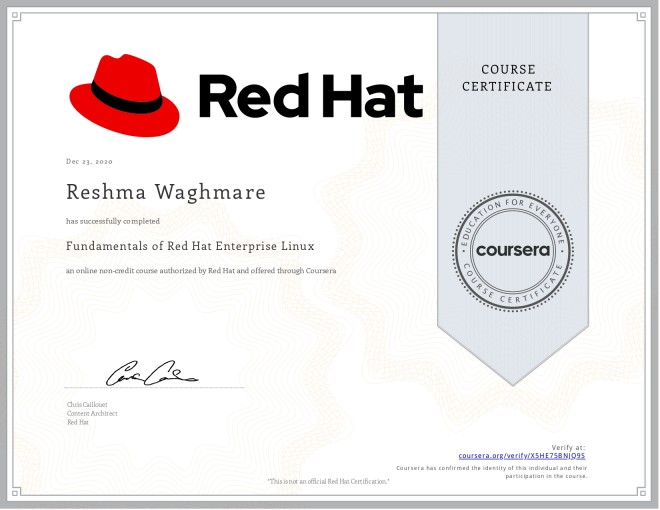 Red Hat
COURSE
CERTIFICATE
Dec 23, 2020
Reshma Waghmare
has successfully completed
Fundamentals of Red Hat Enterprise Linux
an online non-credit course authorized by Red Hat and offered through Coursera
EDUCATION FOR EVERYONE
coursera
COURSE CERTIFICATE
Chris Caillouet
Content Architect
Red Hat
Verify at:
coursera.org/verify/X5HE75BNJQ9S
Coursera has confirmed the identity of this individual and their
participation in the course.
"This is not an official Red Hat Certification."